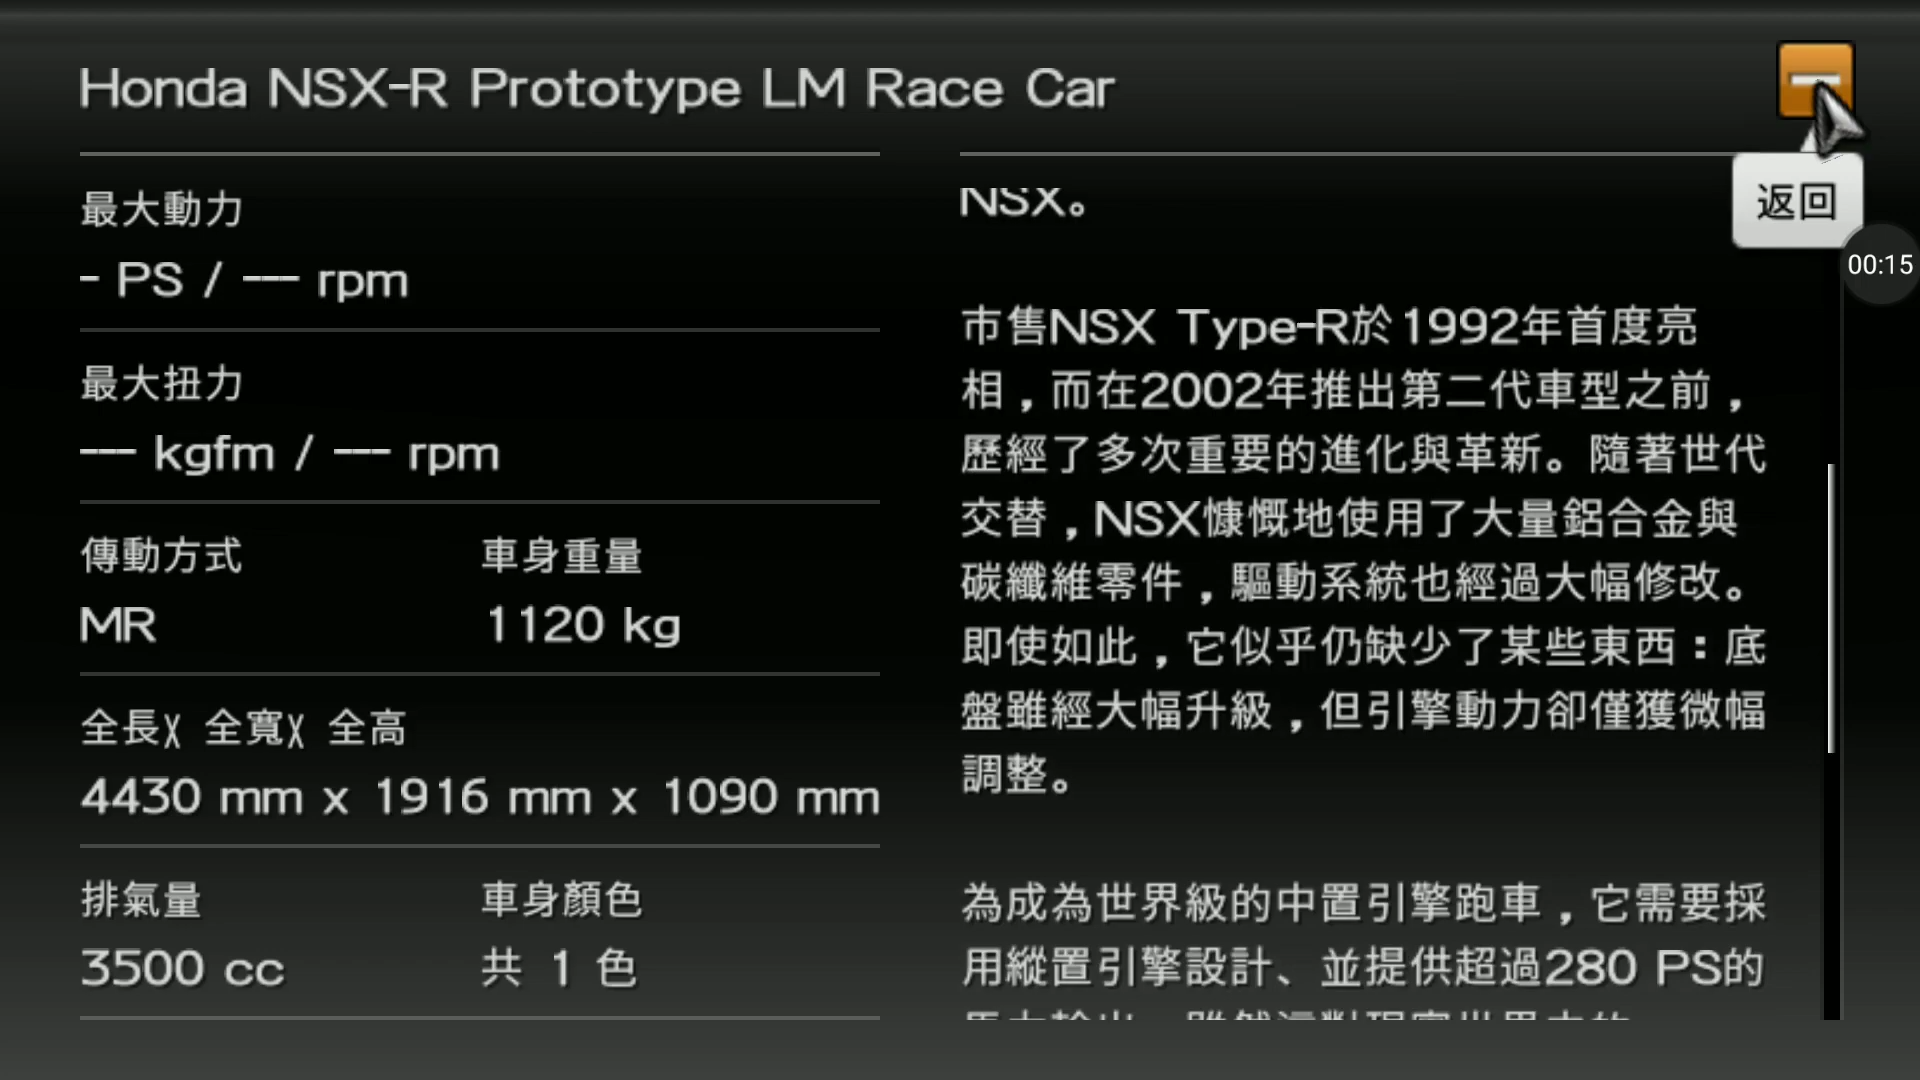 Honda NSX-R Prototype LM Race Car
返回
00:15
最大動力
- PS / --- rpm
最大扭力
--- kgfm / --- rpm
傳動方式 車身重量
MR 1120 kg
全長╳ 全寬╳ 全高
4430 mm x 1916 mm x 1090 mm
排氣量 車身顏色
3500 cc 共 1 色
NSX。
市售NSX Type-R於1992年首度亮
相，而在2002年推出第二代車型之前，
歷經了多次重要的進化與革新。隨著世代
交替，NSX慷慨地使用了大量鋁合金與
碳纖維零件，驅動系統也經過大幅修改。
即使如此，它似乎仍缺少了某些東西：底
盤雖經大幅升級，但引擎動力卻僅獲微幅
調整。
為成為世界級的中置引擎跑車，它需要採
用縱置引擎設計、並提供超過280 PS的